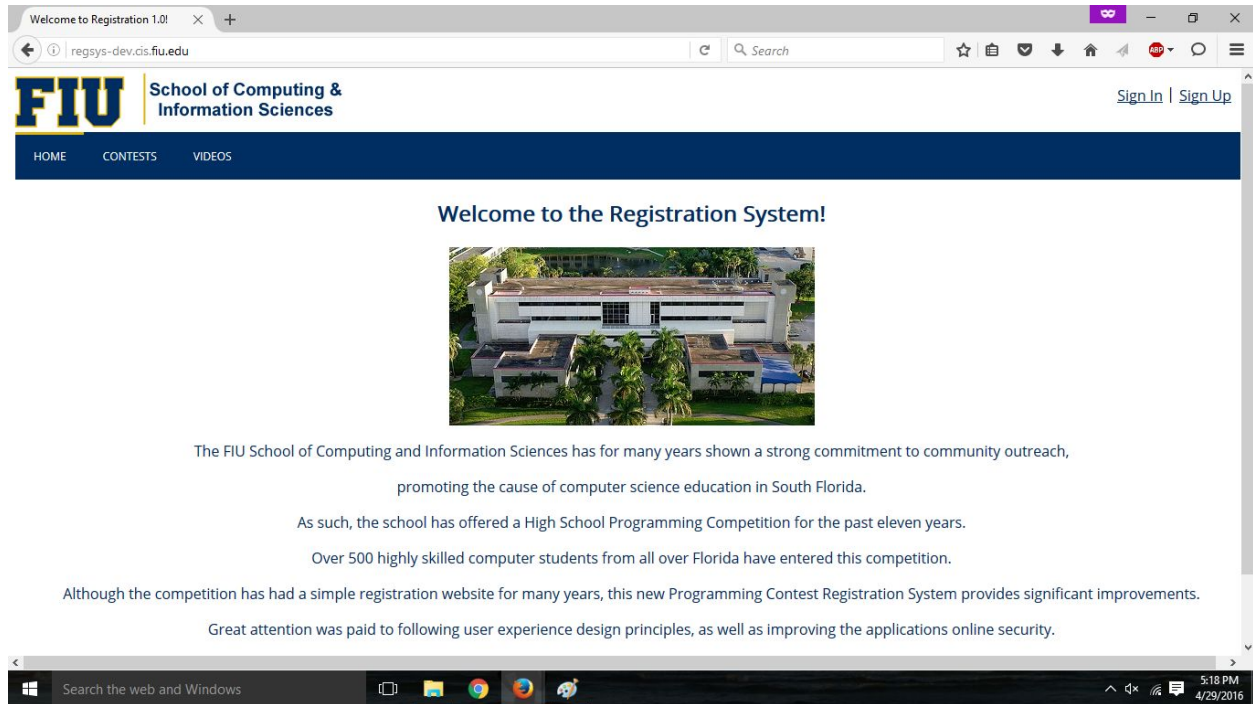 Welcome to Registration 1.0!
regsys-dev.cis.fiu.edu
Search
ABP
FIU
School of Computing &
Information Sciences
Sign In | Sign Up
HOME CONTESTS VIDEOS
Welcome to the Registration System!
The FIU School of Computing and Information Sciences has for many years shown a strong commitment to community outreach,
promoting the cause of computer science education in South Florida.
As such, the school has offered a High School Programming Competition for the past eleven years.
Over 500 highly skilled computer students from all over Florida have entered this competition.
Although the competition has had a simple registration website for many years, this new Programming Contest Registration System provides significant improvements.
Great attention was paid to following user experience design principles, as well as improving the applications online security.
Search the web and Windows
5:18 PM
4/29/2016